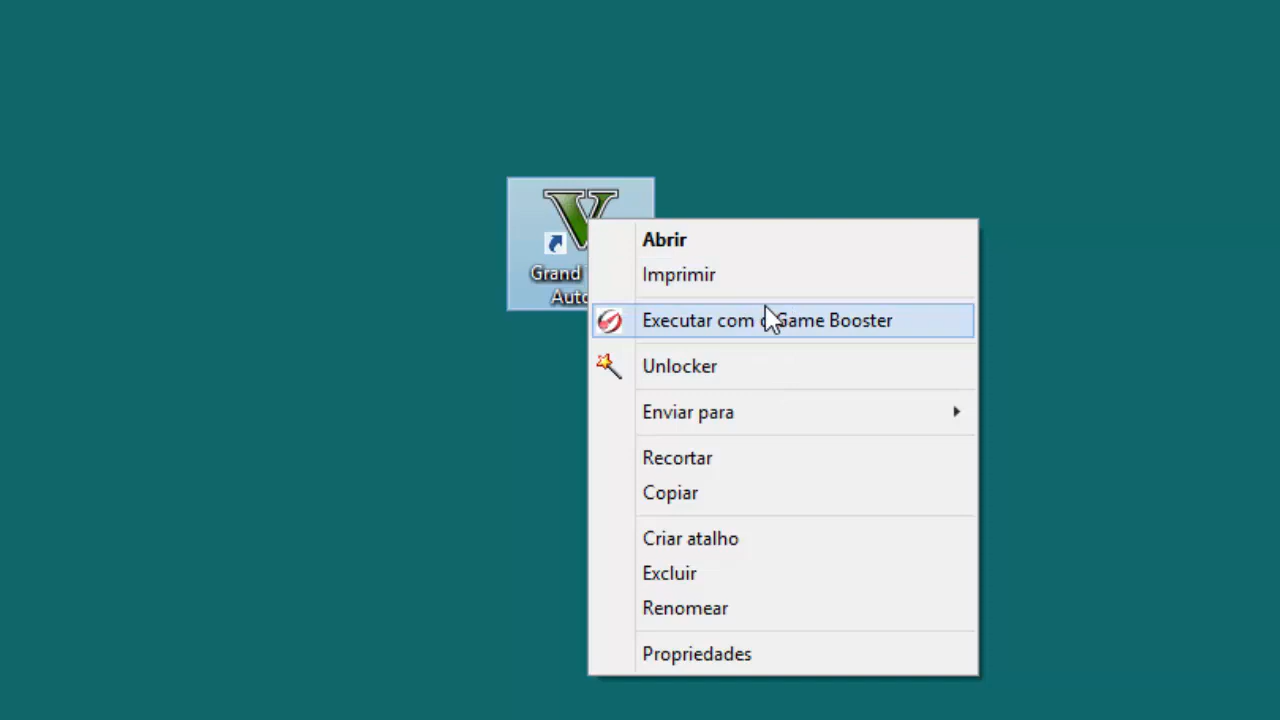 Grand
Auto
Abrir
Imprimir
Executar com o Game Booster
Unlocker
Enviar para
Recortar
Copiar
Criar atalho
Excluir
Renomear
Propriedades